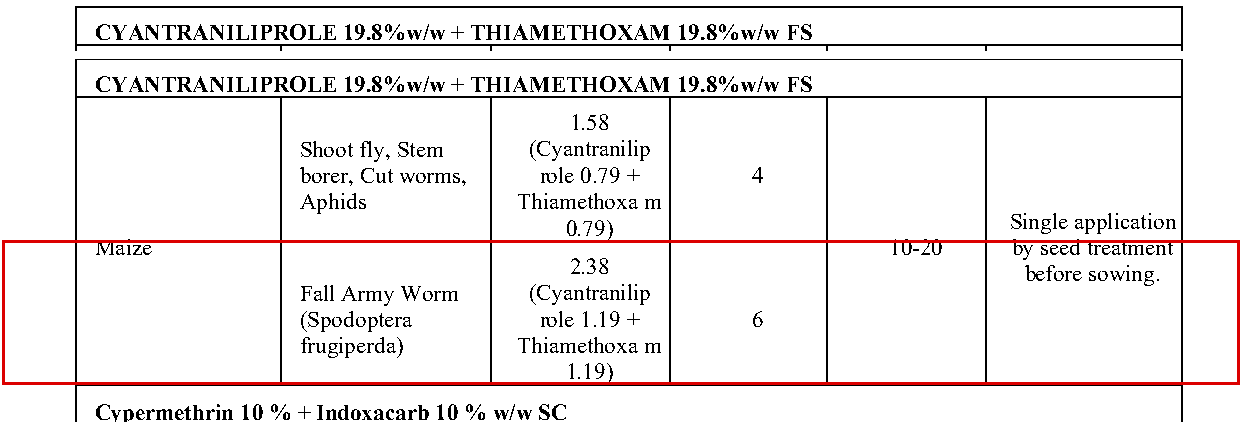 CYANTRANILIPROLE 19.8%w/w + THIAMETHOXAM 19.8%w/w FS
CYANTRANILIPROLE 19.8%w/w + THIAMETHOXAM 19.8%w/w FS
Maize
Shoot fly, Stem
borer, Cut worms,
Aphids
1.58
(Cyantranilip
role 0.79 +
Thiamethoxa m
0.79)
4
10-20
Single application
by seed treatment
before sowing.
Fall Army Worm
(Spodoptera
frugiperda)
2.38
(Cyantranilip
role 1.19 +
Thiamethoxa m
1.19)
6
Cypermethrin 10 % + Indoxacarb 10 % w/w SC